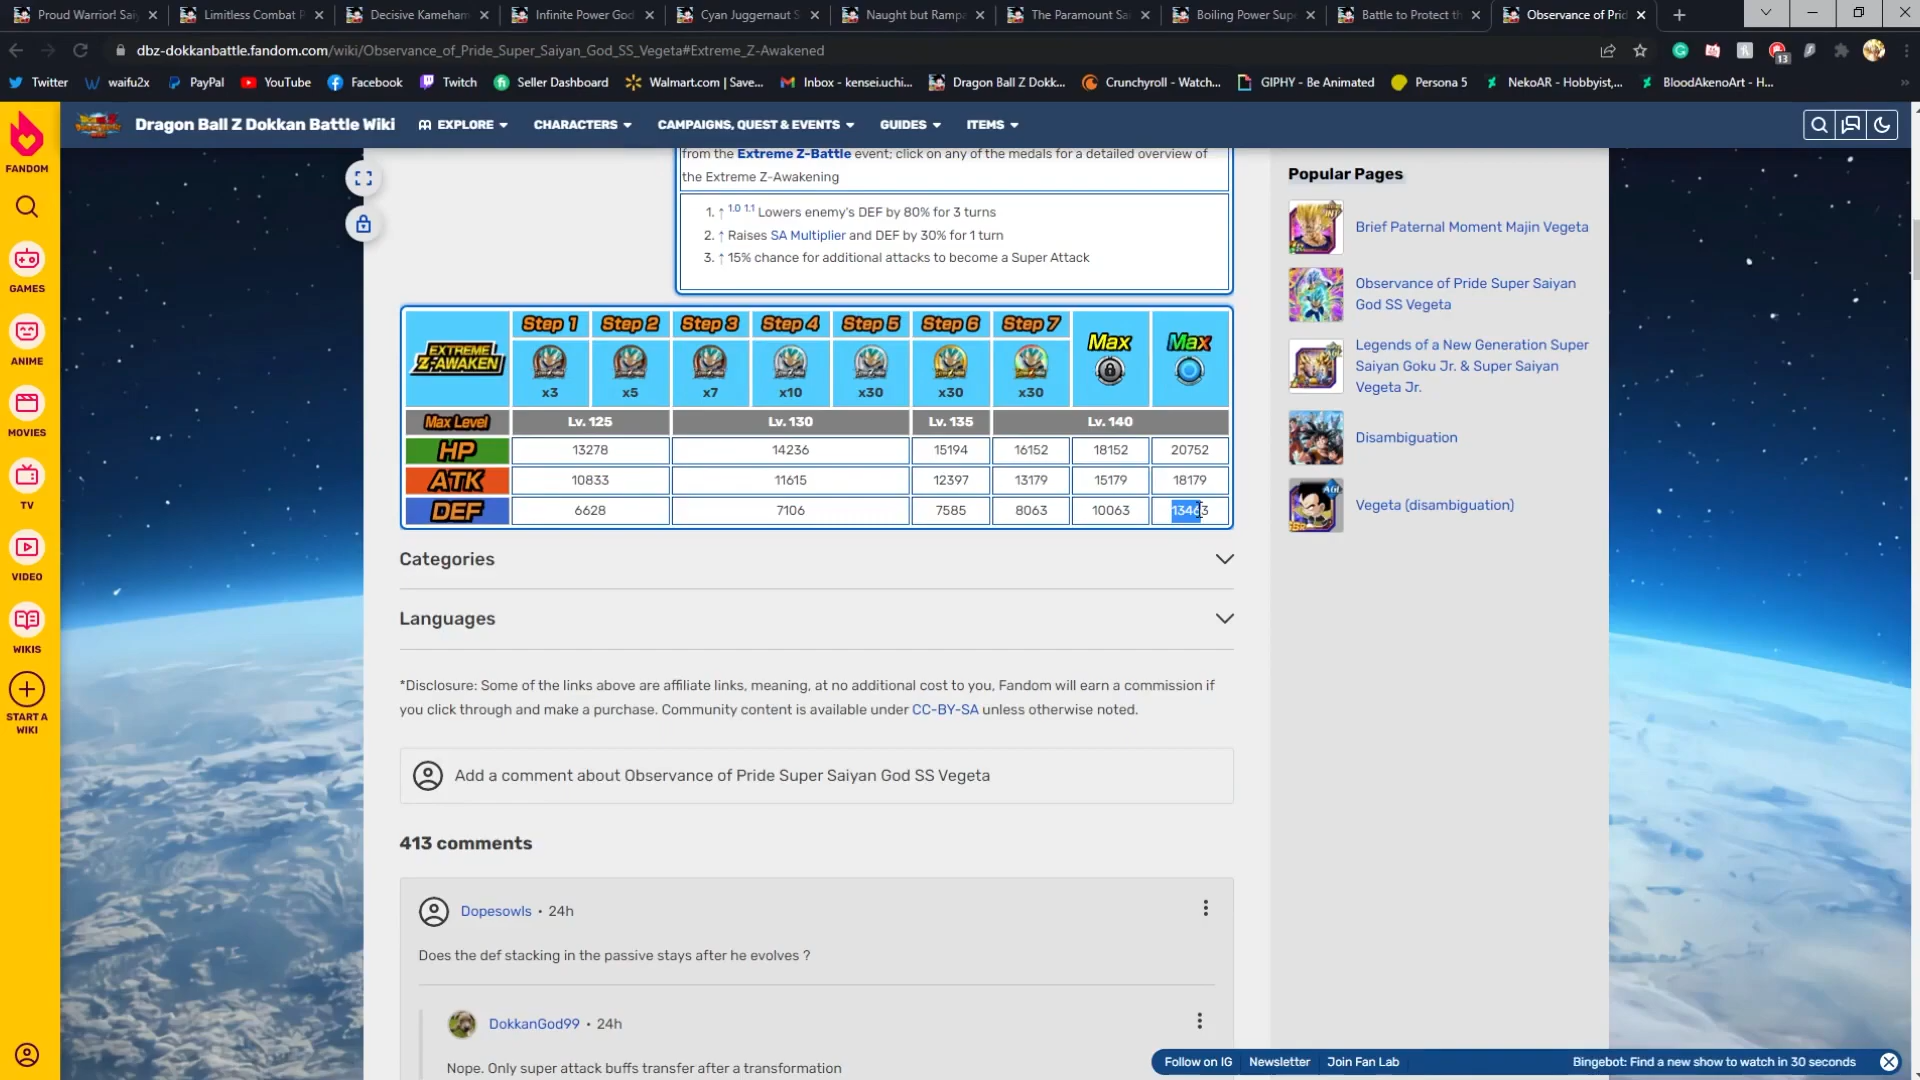 Proud Warrior! Sai
Limitless Combat P
Decisive Kameham
Infinite Power God
Cyan Juggernaut S
Naught but Rampa
The Paramount Sai
Boiling Power Supe
Battle to Protect th
Observance of Prid
dbz-dokkanbattle.fandom.com/wiki/Observance_of_Pride_Super_Saiyan_God_SS_Vegeta#Extreme_Z-Awakened
13
Twitter
waifu2x
PayPal
YouTube
Facebook
Twitch
Seller Dashboard
Walmart.com | Save...
Inbox - kensei.uchi...
Dragon Ball Z Dokk...
Crunchyroll - Watch...
GIPHY - Be Animated
Persona 5
NekoAR - Hobbyist,...
BloodAkenoArt - H...
FANDOM
GAMES
ANIME
MOVIES
TV
VIDEO
WIKIS
START A
WIKI
Dragon Ball Z Dokkan Battle Wiki
EXPLORE
CHARACTERS
CAMPAIGNS, QUEST & EVENTS
GUIDES
ITEMS
from the Extreme Z-Battle event; click on any of the medals for a detailed overview of
the Extreme Z-Awakening
1. ↑ 1.0 1.1 Lowers enemy's DEF by 80% for 3 turns
2. ↑ Raises SA Multiplier and DEF by 30% for 1 turn
3. ↑ 15% chance for additional attacks to become a Super Attack
EXTREME Z-AWAKEN Step 1 Step 2 Step 3 Step 4 Step 5 Step 6 Step 7 Max Max
x3 x5 x7 x10 x30 x30 x30
Max Level Lv. 125 Lv. 130 Lv. 135 Lv. 140
HP 13278 14236 15194 16152 18152 20752
ATK 10833 11615 12397 13179 15179 18179
DEF 6628 7106 7585 8063 10063 13463
Categories
Languages
*Disclosure: Some of the links above are affiliate links, meaning, at no additional cost to you, Fandom will earn a commission if
you click through and make a purchase. Community content is available under CC-BY-SA unless otherwise noted.
Add a comment about Observance of Pride Super Saiyan God SS Vegeta
413 comments
Dopesowls • 24h
Does the def stacking in the passive stays after he evolves ?
DokkanGod99 • 24h
Nope. Only super attack buffs transfer after a transformation
Popular Pages
Brief Paternal Moment Majin Vegeta
Observance of Pride Super Saiyan
God SS Vegeta
Legends of a New Generation Super
Saiyan Goku Jr. & Super Saiyan
Vegeta Jr.
Disambiguation
Vegeta (disambiguation)
Follow on IG
Newsletter
Join Fan Lab
Bingebot: Find a new show to watch in 30 seconds